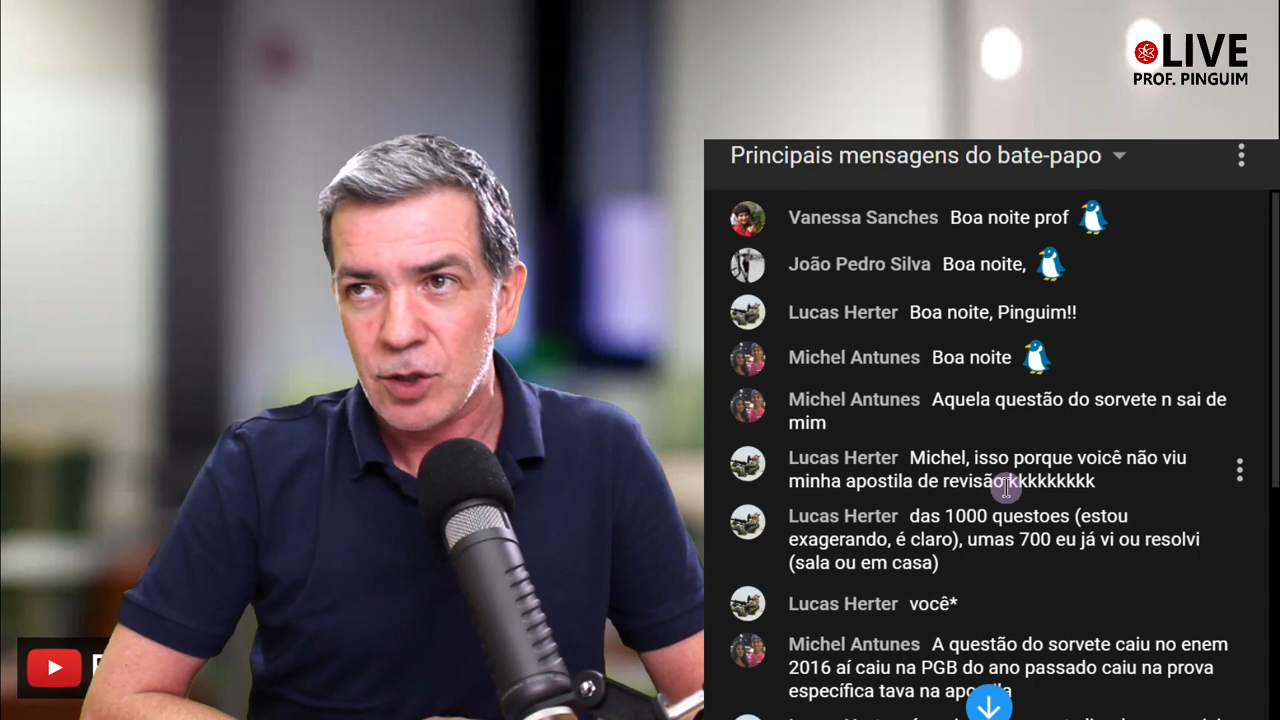 LIVE
PROF. PINGUIM
Principais mensagens do bate-papo
Vanessa Sanches Boa noite prof
João Pedro Silva Boa noite,
Lucas Herter Boa noite, Pinguim!!
Michel Antunes Boa noite
Michel Antunes Aquela questão do sorvete n sai de
mim
Lucas Herter Michel, isso porque voicê não viu
minha apostila de revisão kkkkkkkkk
Lucas Herter das 1000 questoes (estou
exagerando, é claro), umas 700 eu já vi ou resolvi
(sala ou em casa)
Lucas Herter você*
Michel Antunes A questão do sorvete caiu no enem
2016 aí caiu na PGB do ano passado caiu na prova
específica tava na